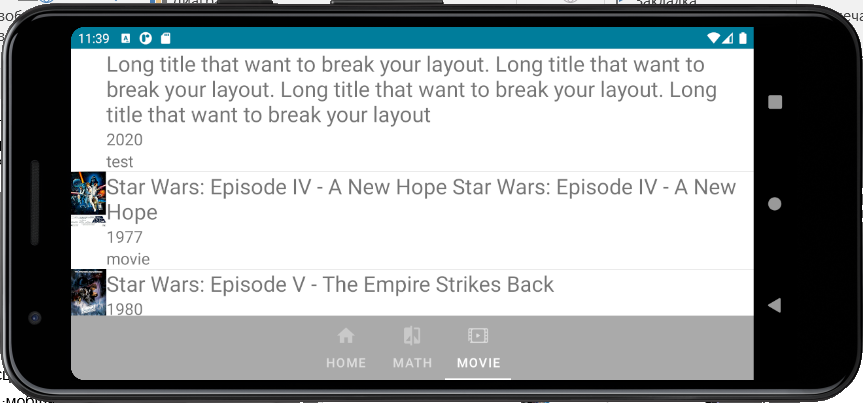 Закладка
11:39
Long title that want to break your layout. Long title that want to
break your layout. Long title that want to break your layout. Long
title that want to break your layout
2020
test
Star Wars: Episode IV - A New Hope Star Wars: Episode IV - A New
Hope
1977
movie
Star Wars: Episode V - The Empire Strikes Back
1980
HOME MATH MOVIE